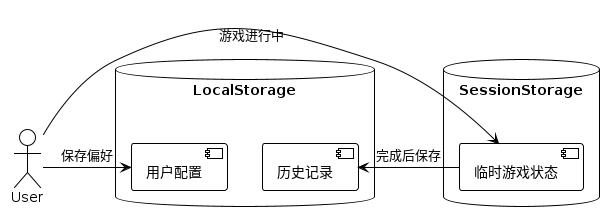 游戏进行中
LocalStorage
SessionStorage
保存偏好
用户配置
历史记录
完成后保存
临时游戏状态
User